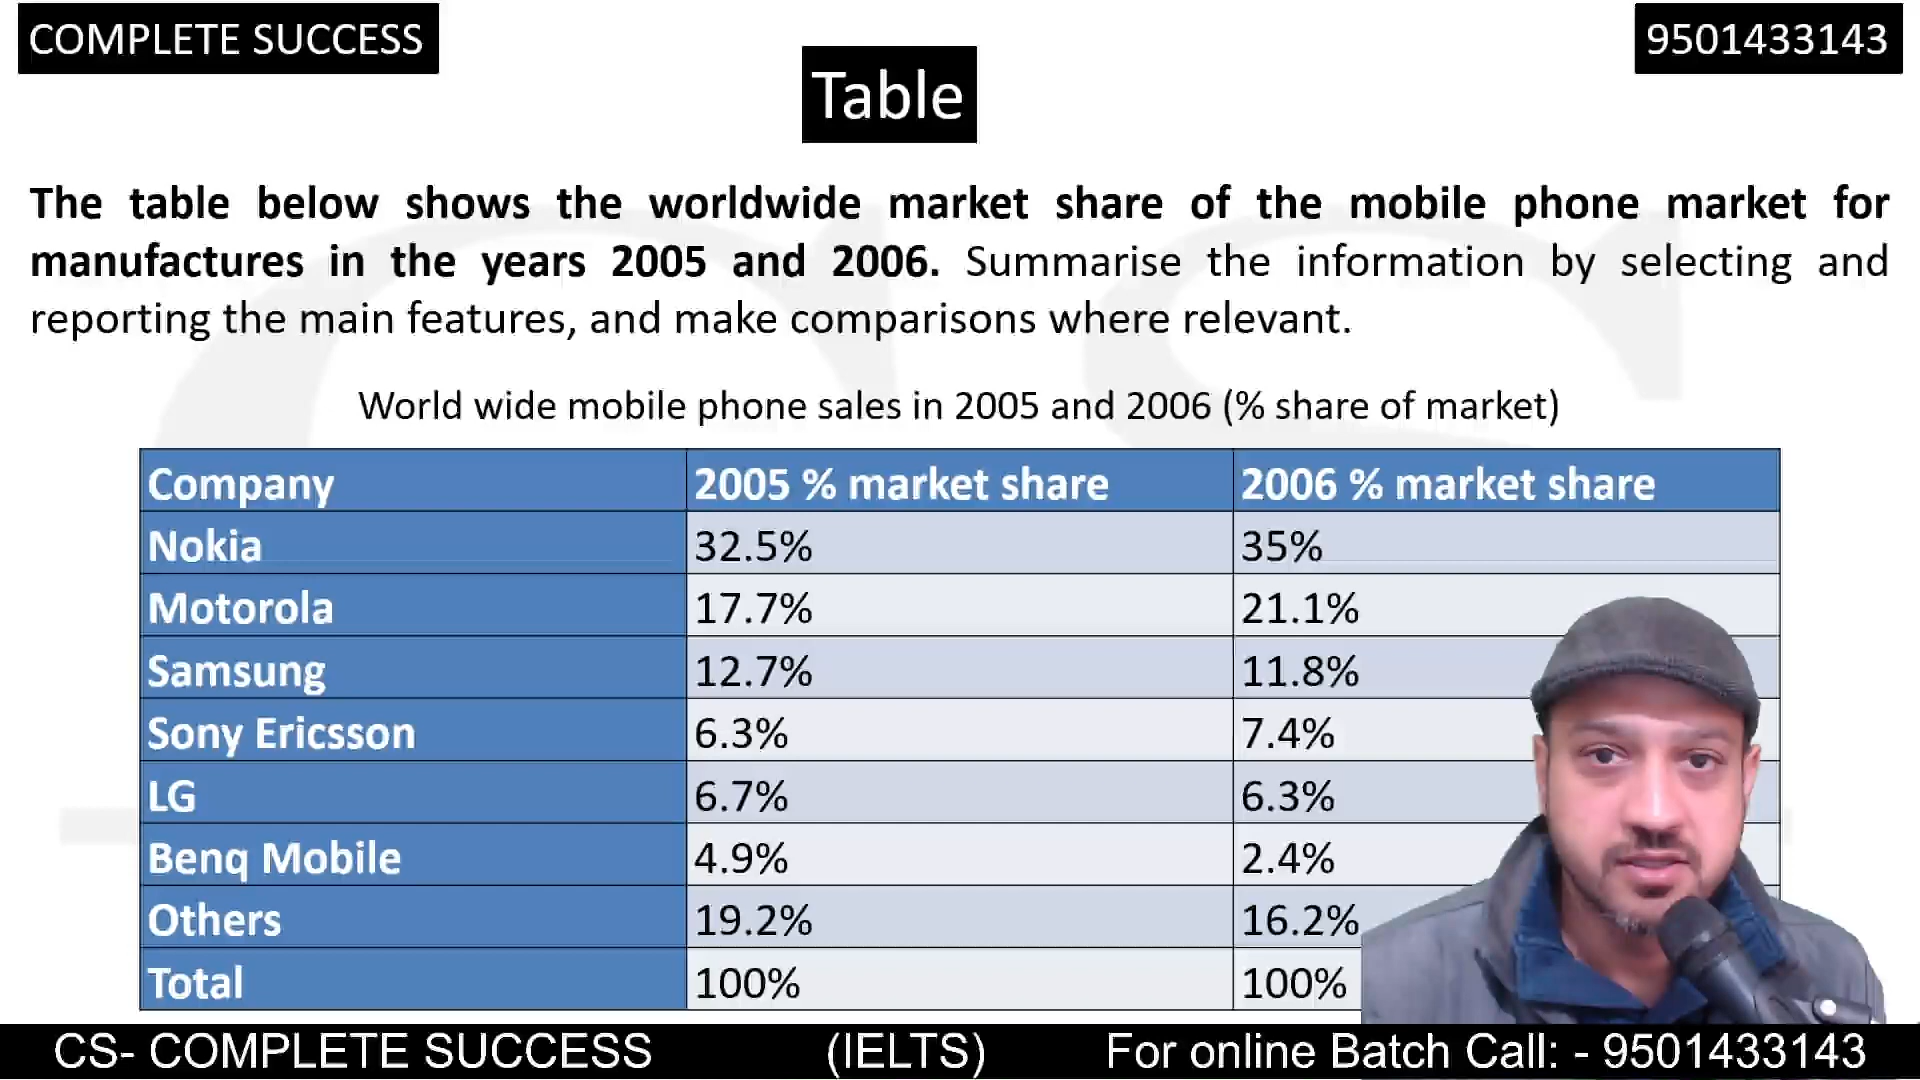 COMPLETE SUCCESS
9501433143
Table
The table below shows the worldwide market share of the mobile phone market for
manufactures in the years 2005 and 2006. Summarise the information by selecting and
reporting the main features, and make comparisons where relevant.
World wide mobile phone sales in 2005 and 2006 (% share of market)
Company 2005 % market share 2006 % market share
Nokia 32.5% 35%
Motorola 17.7% 21.1%
Samsung 12.7% 11.8%
Sony Ericsson 6.3% 7.4%
LG 6.7% 6.3%
Benq Mobile 4.9% 2.4%
Others 19.2% 16.2%
Total 100% 100%
CS- COMPLETE SUCCESS (IELTS) For online Batch Call: - 9501433143